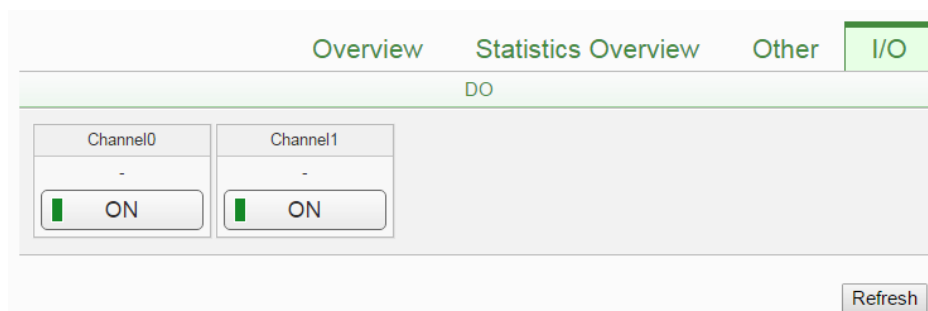 Overview Statistics Overview Other I/O
DO
Channel0 Channel1
- -
ON ON
Refresh